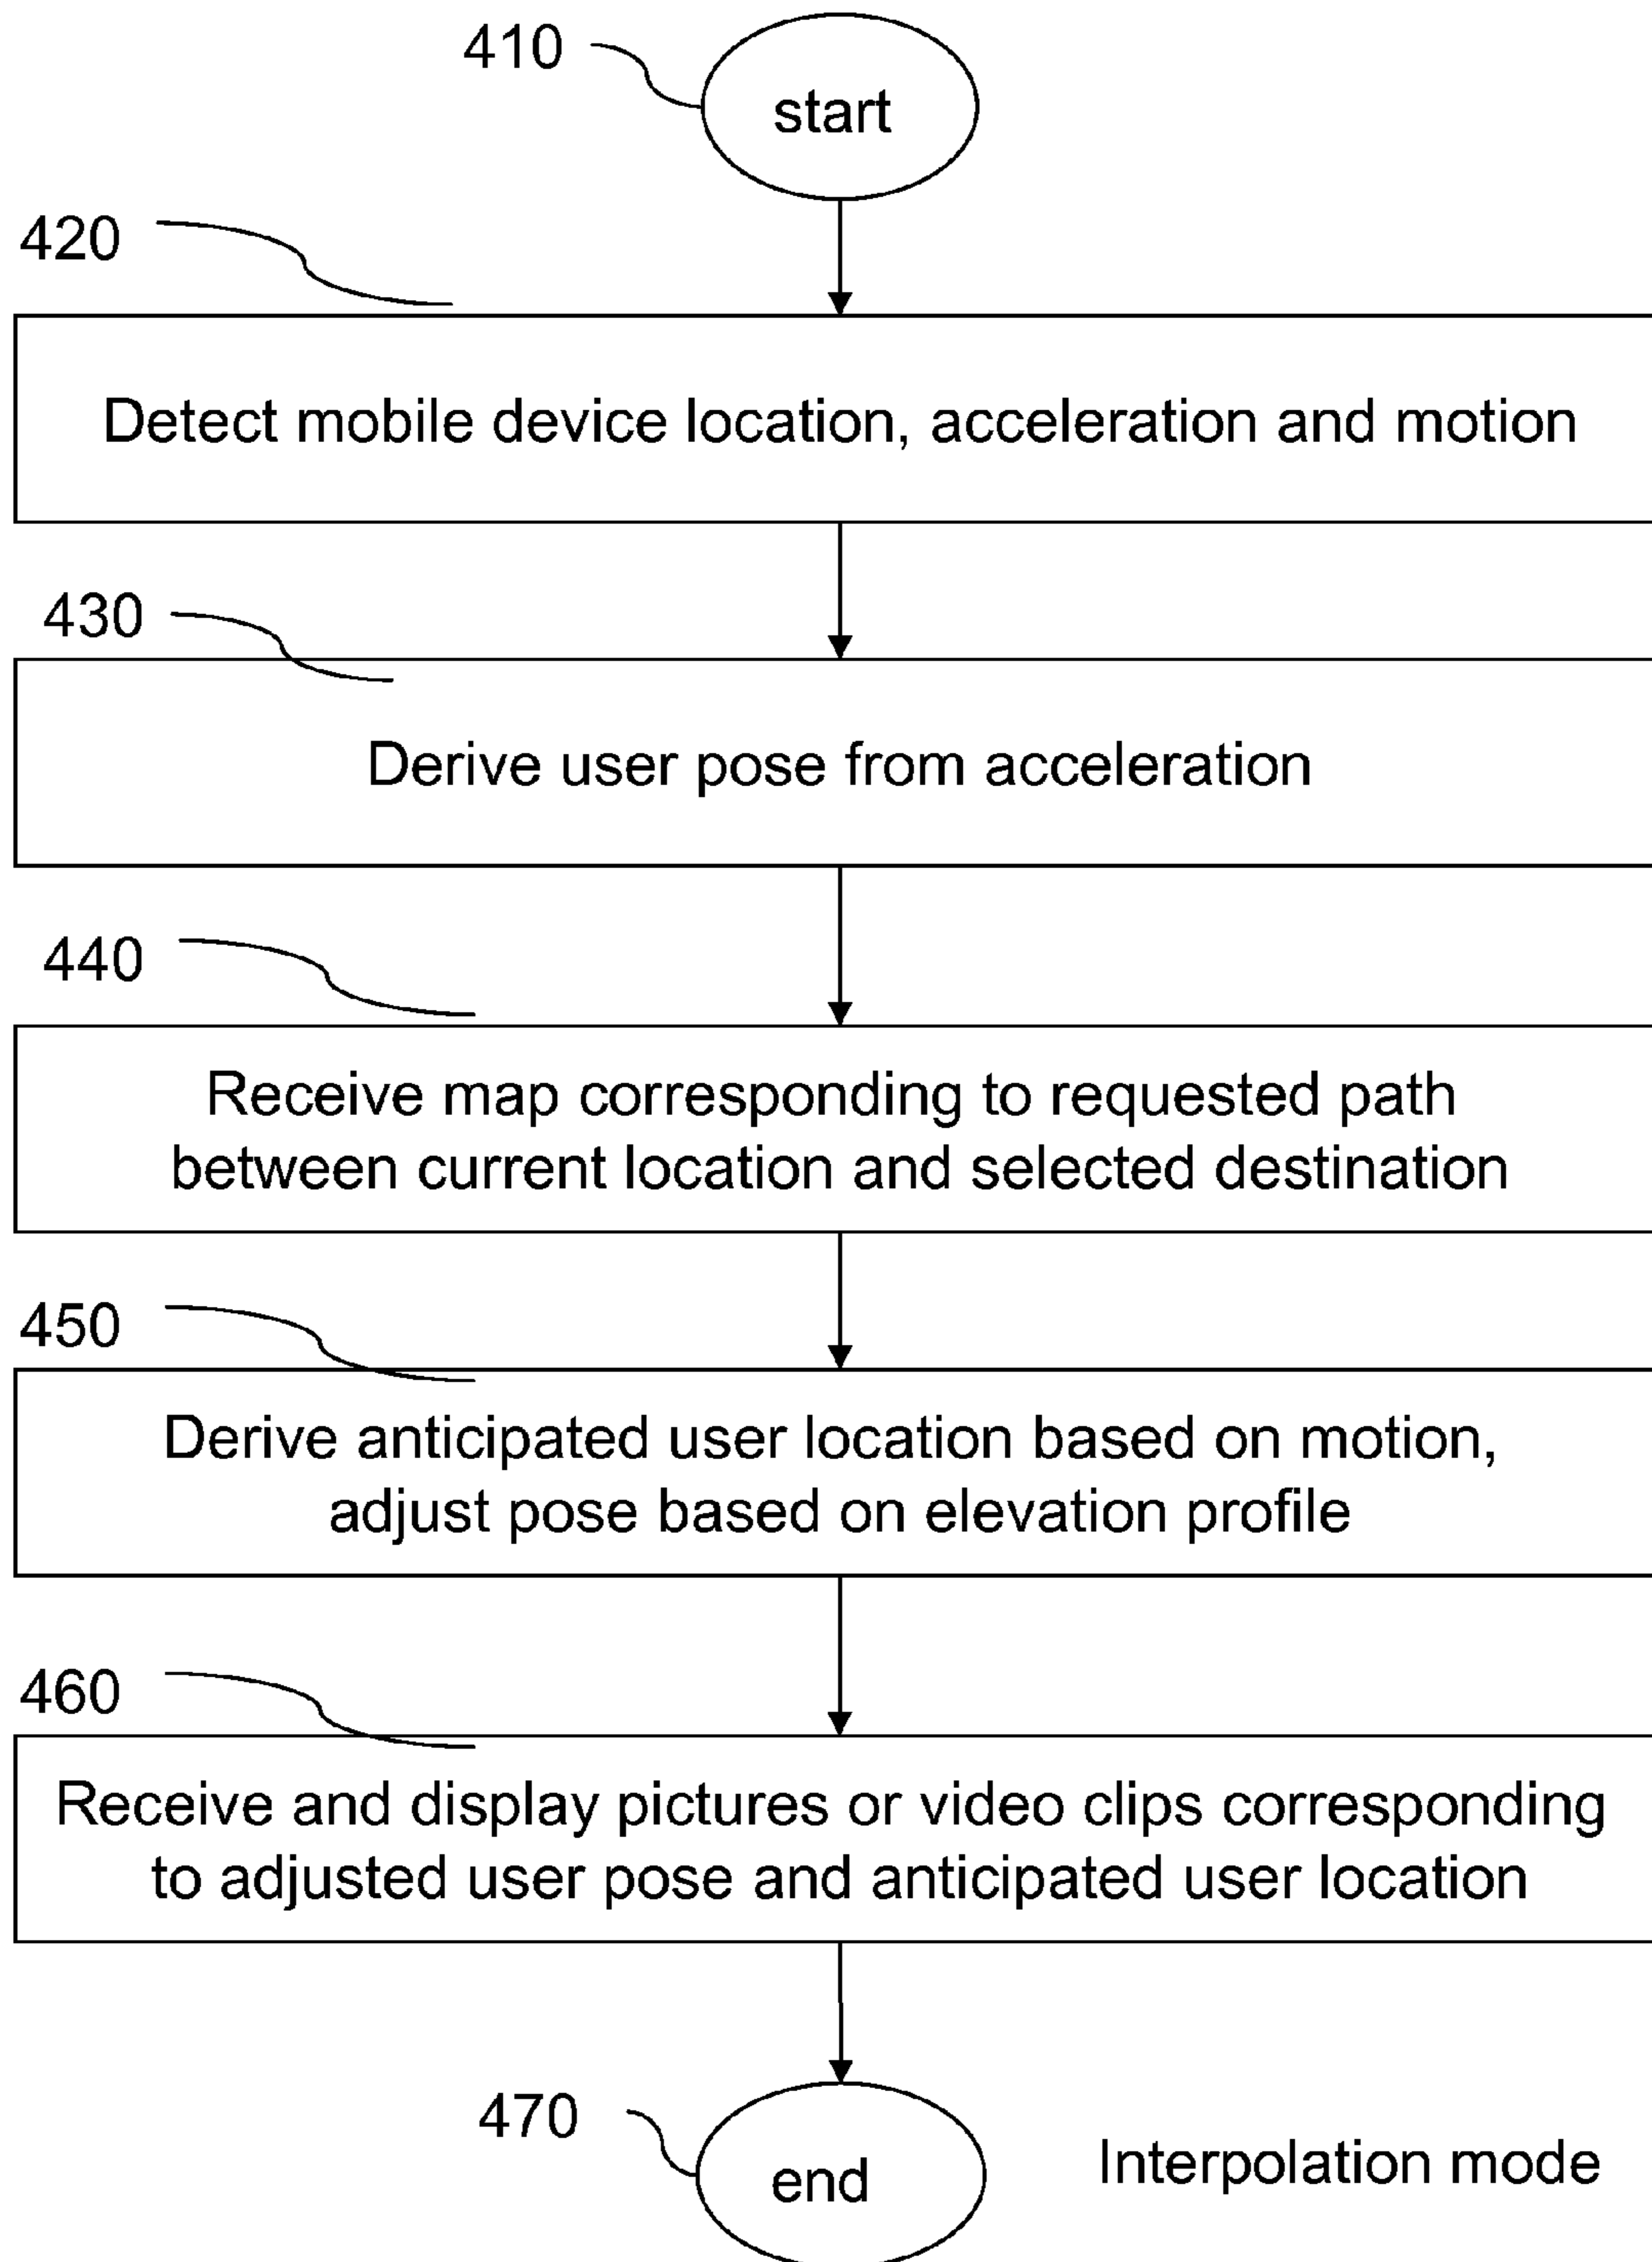 410
start
420
Detect mobile device location, acceleration and motion
430
Derive user pose from acceleration
440
Receive map corresponding to requested path
between current location and selected destination
450
Derive anticipated user location based on motion,
adjust pose based on elevation profile
460
Receive and display pictures or video clips corresponding
to adjusted user pose and anticipated user location
470
end
Interpolation mode